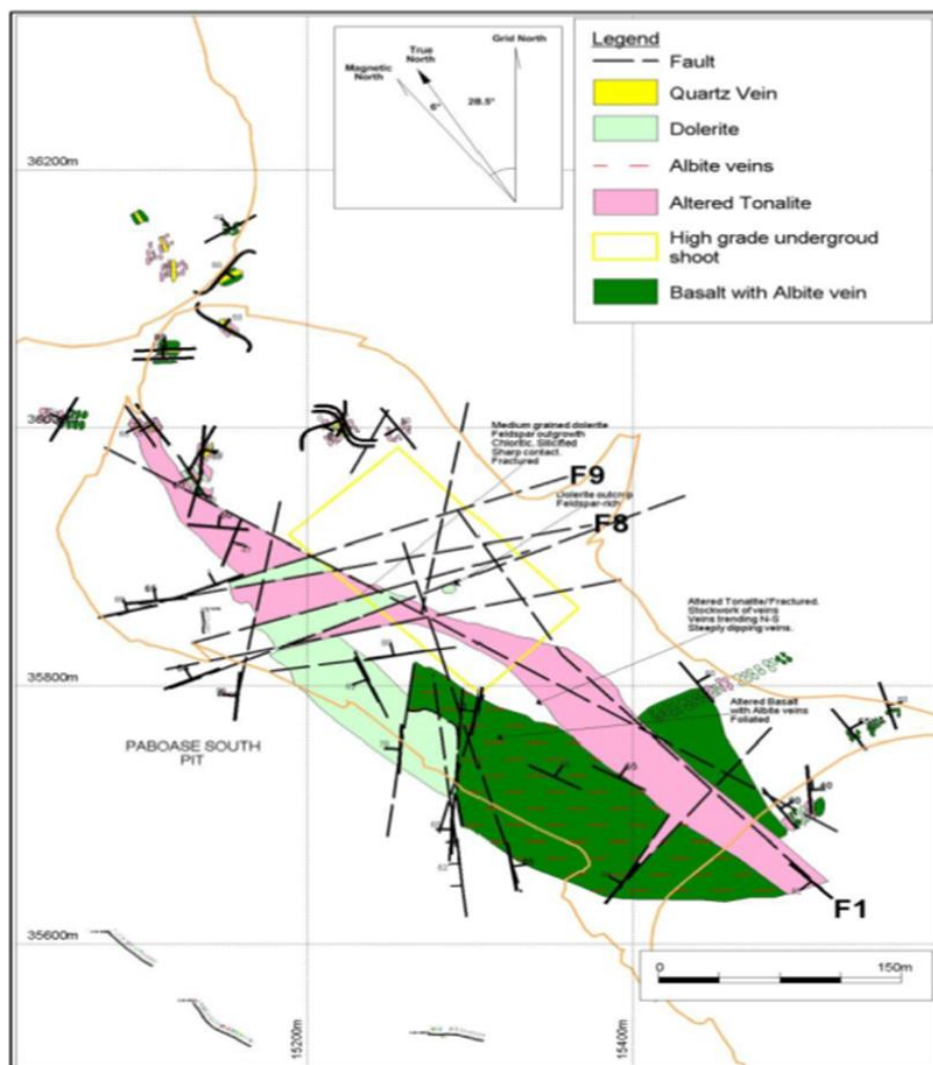 Grid North
True
North
Magnetic
North
6°
28.5°
Legend
Fault
Quartz Vein
Dolerite
Albite veins
Altered Tonalite
High grade undergroud
shoot
Basalt with Albite vein
36200m
Medium grained dolerite
Feldspar outgrowth
Chloritic, Silicified
Sharp contact.
Fractured
F9
Dolerite outcrop
Feldspar-rich
F8
Altered Tonalite/Fractured.
Stockwork of veins
Veins trending N-S
Steeply dipping veins.
35800m
Altered Basalt
with Albite veins
Foliated
PABOASE SOUTH
PIT
F1
35600m
0
150m
15200m
15400m